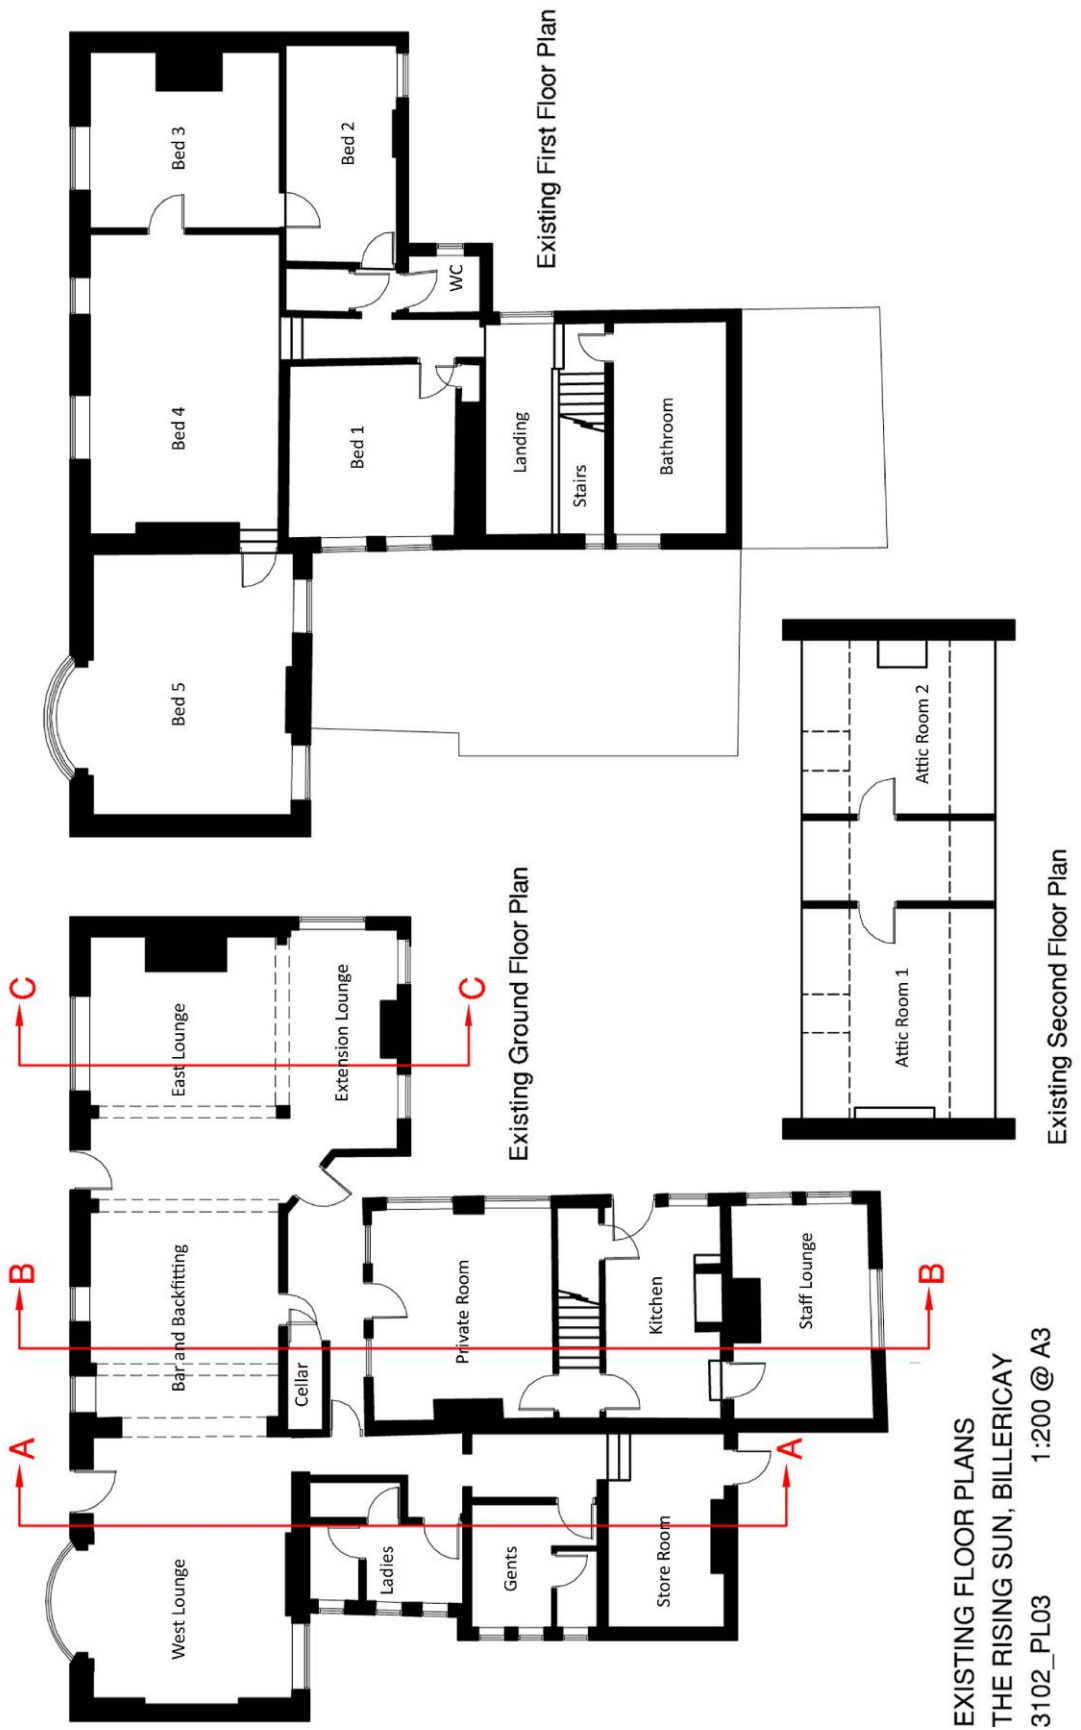 A
B
C
West Lounge
Bar and Backfitting
East Lounge
Extension Lounge
Cellar
Ladies
Gents
Private Room
Kitchen
Store Room
Staff Lounge
A
B
C
Existing Ground Floor Plan
Bed 5
Bed 4
Bed 3
Bed 1
Bed 2
WC
Landing
Stairs
Bathroom
Existing First Floor Plan
Attic Room 1
Attic Room 2
Existing Second Floor Plan
EXISTING FLOOR PLANS
THE RISING SUN, BILLERICAY
3102_PL03 1:200 @ A3